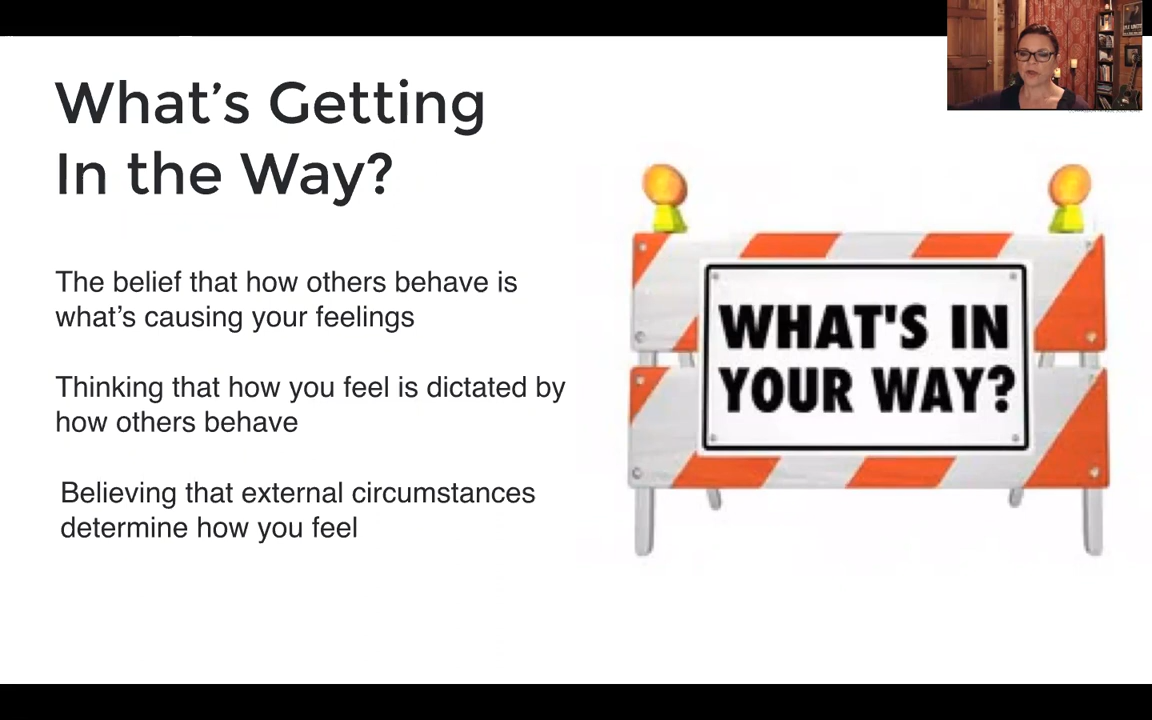 What’s Getting
In the Way?
The belief that how others behave is
what’s causing your feelings
Thinking that how you feel is dictated by
how others behave
Believing that external circumstances
determine how you feel
WHAT'S IN
YOUR WAY?